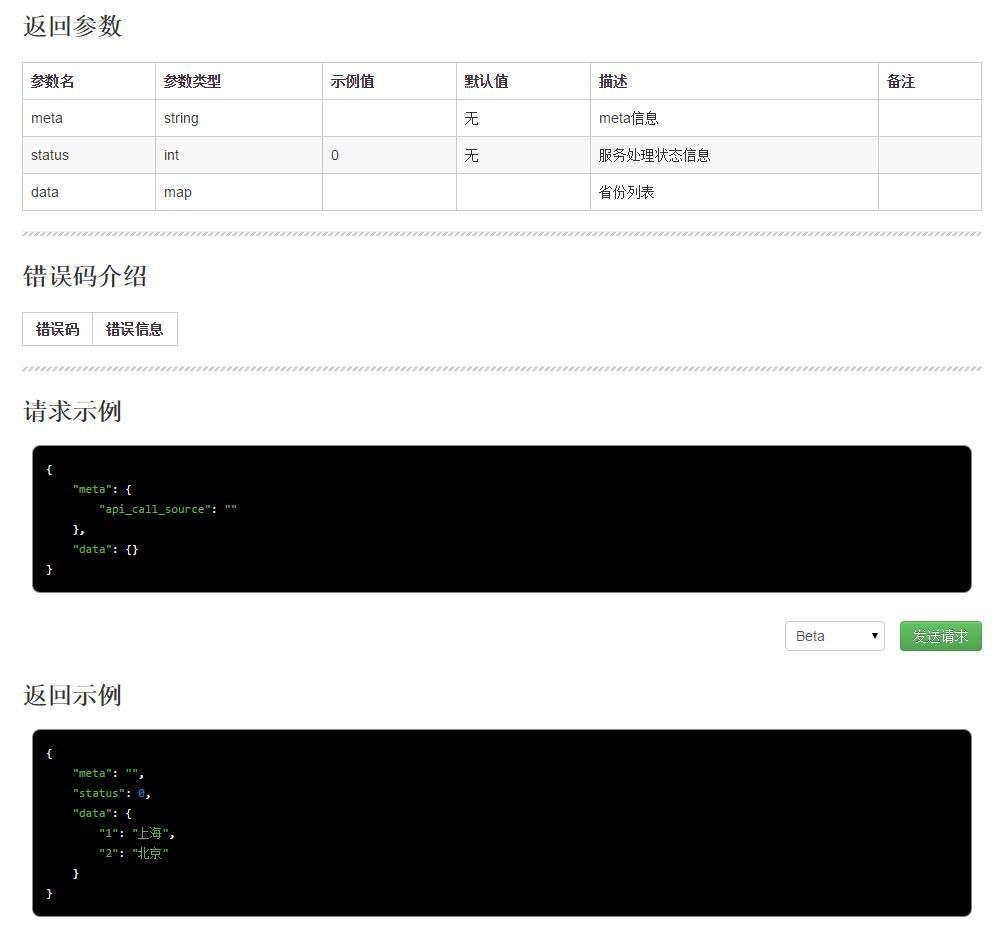 返回参数
参数名 参数类型 示例值 默认值 描述 备注
meta string 无 meta信息
status int 0 无 服务处理状态信息
data map 省份列表
错误码介绍
错误码 错误信息
请求示例
{
    "meta": {
        "api_call_source": ""
    },
    "data": {}
}
Beta 发送请求
返回示例
{
    "meta": "",
    "status": 0,
    "data": {
        "1": "上海",
        "2": "北京"
    }
}